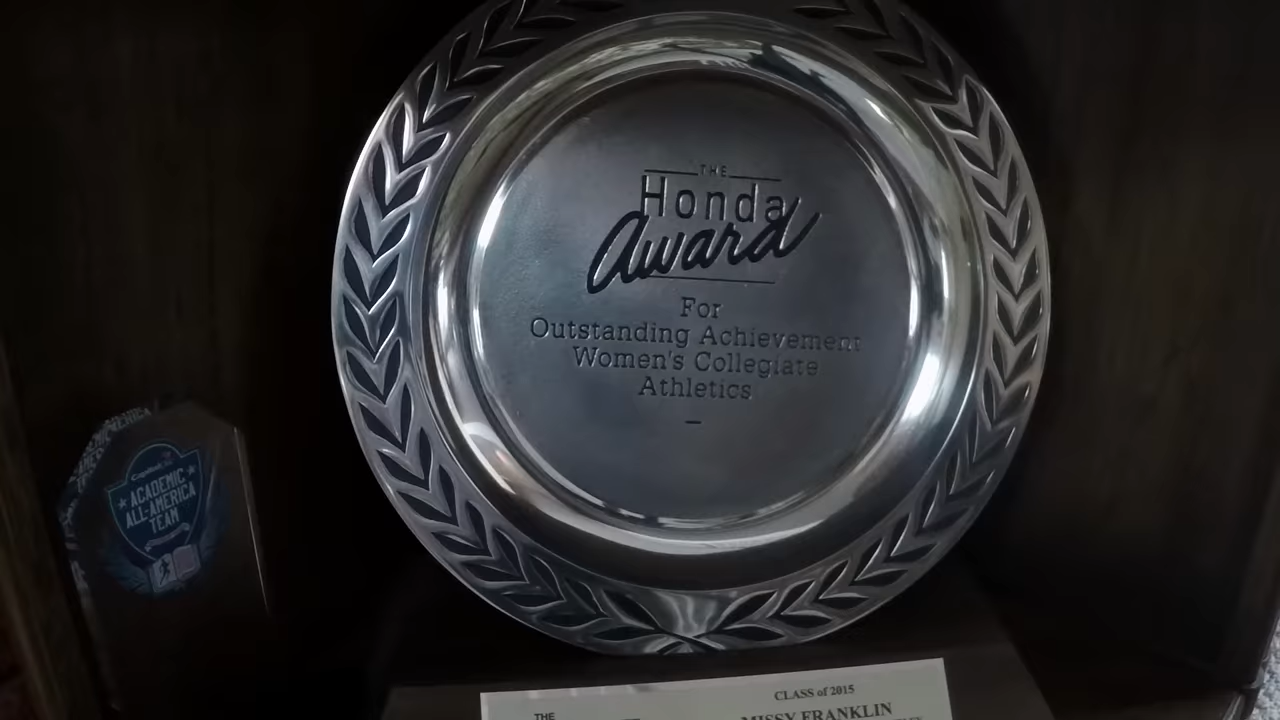 THE
Honda
Award
For
Outstanding Achievement
Women's Collegiate
Athletics
ACADEMIC
ALL-AMERICA
TEAM
CLASS of 2015
MISSY FRANKLIN
THE